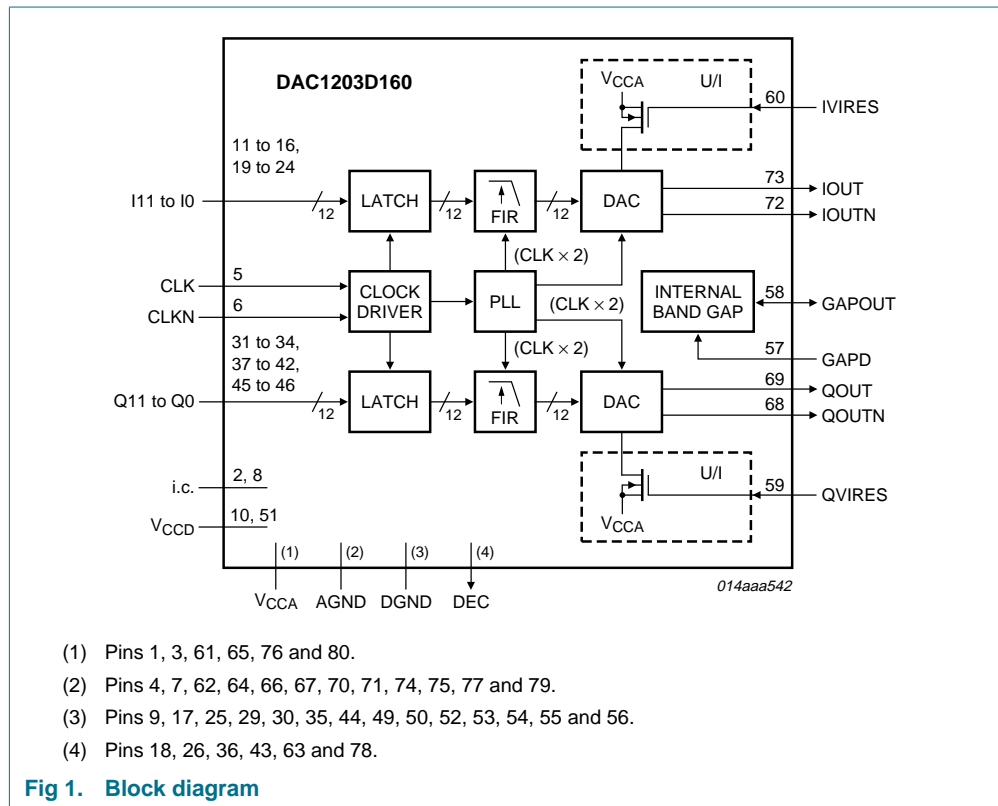 DAC1203D160
VCCA
U/I
60
IVIRES
11 to 16,
19 to 24
I11 to I0
12
LATCH
12
FIR
12
DAC
73
IOUT
72
IOUTN
(CLK × 2)
CLK
5
CLKN
6
CLOCK
DRIVER
PLL
(CLK × 2)
INTERNAL
BAND GAP
58
GAPOUT
57
GAPD
(CLK × 2)
31 to 34,
37 to 42,
45 to 46
Q11 to Q0
12
LATCH
12
FIR
12
DAC
69
QOUT
68
QOUTN
U/I
59
QVIRES
VCCA
i.c.
2, 8
VCCD
10, 51
(1)
(2)
(3)
(4)
VCCA
AGND
DGND
DEC
014aaa542
(1) Pins 1, 3, 61, 65, 76 and 80.
(2) Pins 4, 7, 62, 64, 66, 67, 70, 71, 74, 75, 77 and 79.
(3) Pins 9, 17, 25, 29, 30, 35, 44, 49, 50, 52, 53, 54, 55 and 56.
(4) Pins 18, 26, 36, 43, 63 and 78.
Fig 1. Block diagram